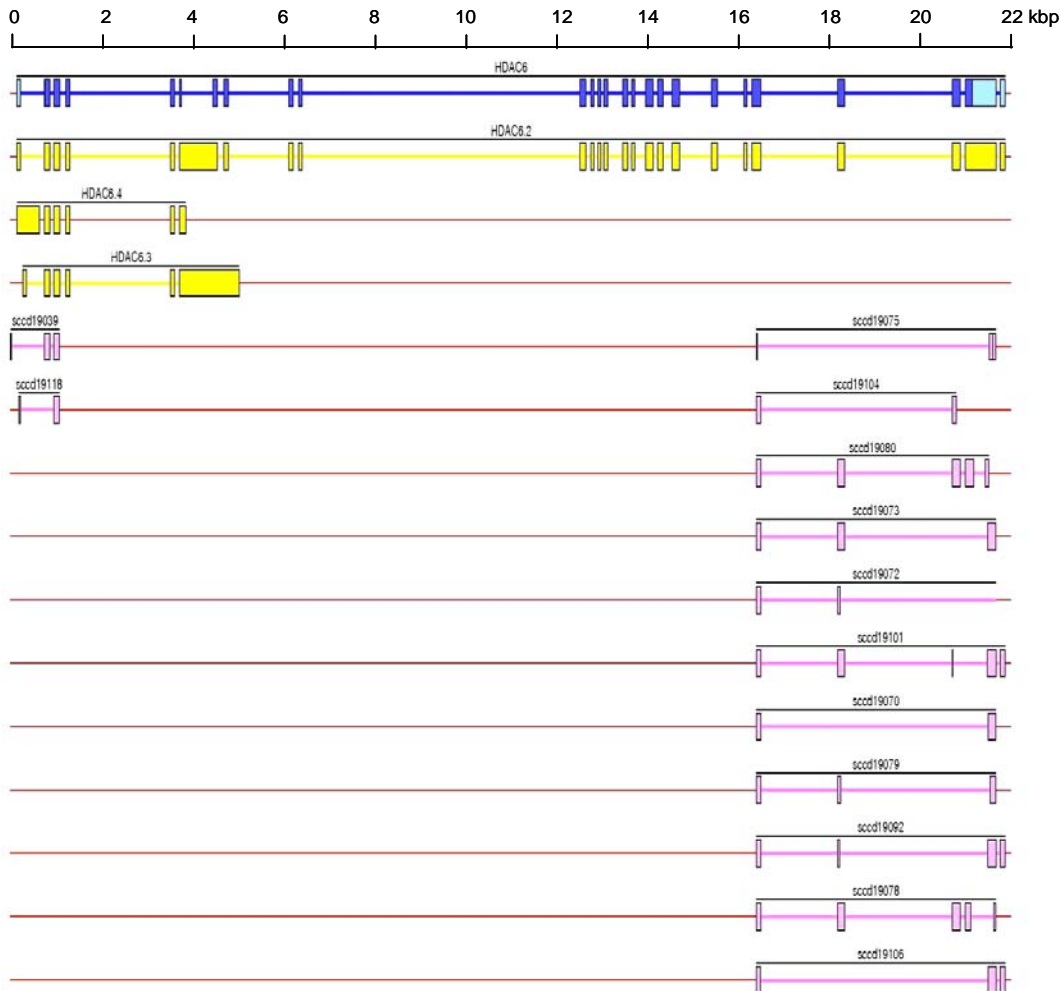 0 2 4 6 8 10 12 14 16 18 20 22 kbp
HDAC6
HDAC6.2
HDAC6.4
HDAC6.3
sccd19039 sccd19075
sccd19118 sccd19104
sccd19080
sccd19073
sccd19072
sccd19101
sccd19070
sccd19079
sccd19092
sccd19078
sccd19106